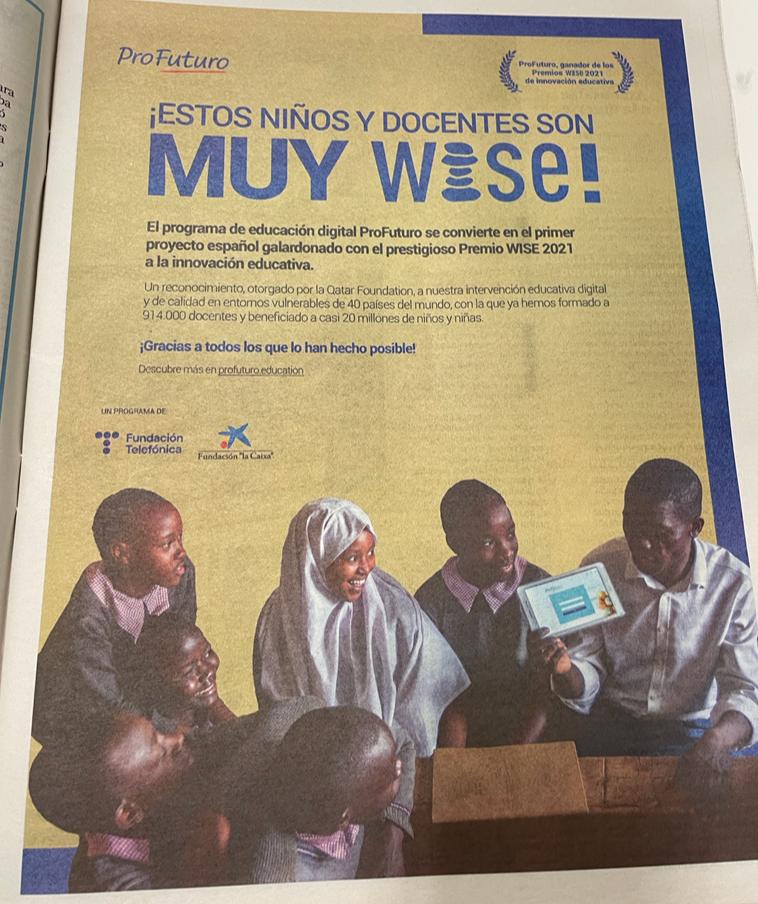 ProFuturo
ProFuturo, ganador de los
Premios WISE 2021
de innovación educativa
¡ESTOS NIÑOS Y DOCENTES SON
MUY WISe!
El programa de educación digital ProFuturo se convierte en el primer
proyecto español galardonado con el prestigioso Premio WISE 2021
a la innovación educativa.
Un reconocimiento, otorgado por la Qatar Foundation, a nuestra intervención educativa digital
y de calidad en entornos vulnerables de 40 países del mundo, con la que ya hemos formado a
914.000 docentes y beneficiado a casi 20 millones de niños y niñas.
¡Gracias a todos los que lo han hecho posible!
Descubre más en profuturo.education
UN PROGRAMA DE:
Fundación
Telefónica
Fundación "la Caixa"